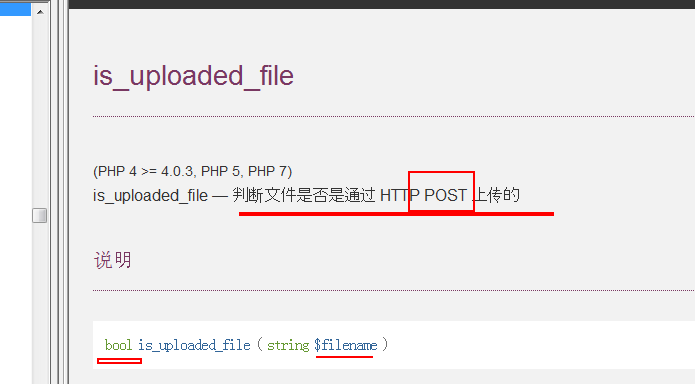 is_uploaded_file
(PHP 4 >= 4.0.3, PHP 5, PHP 7)
is_uploaded_file — 判断文件是否是通过 HTTP POST 上传的
说明
bool is_uploaded_file ( string $filename )